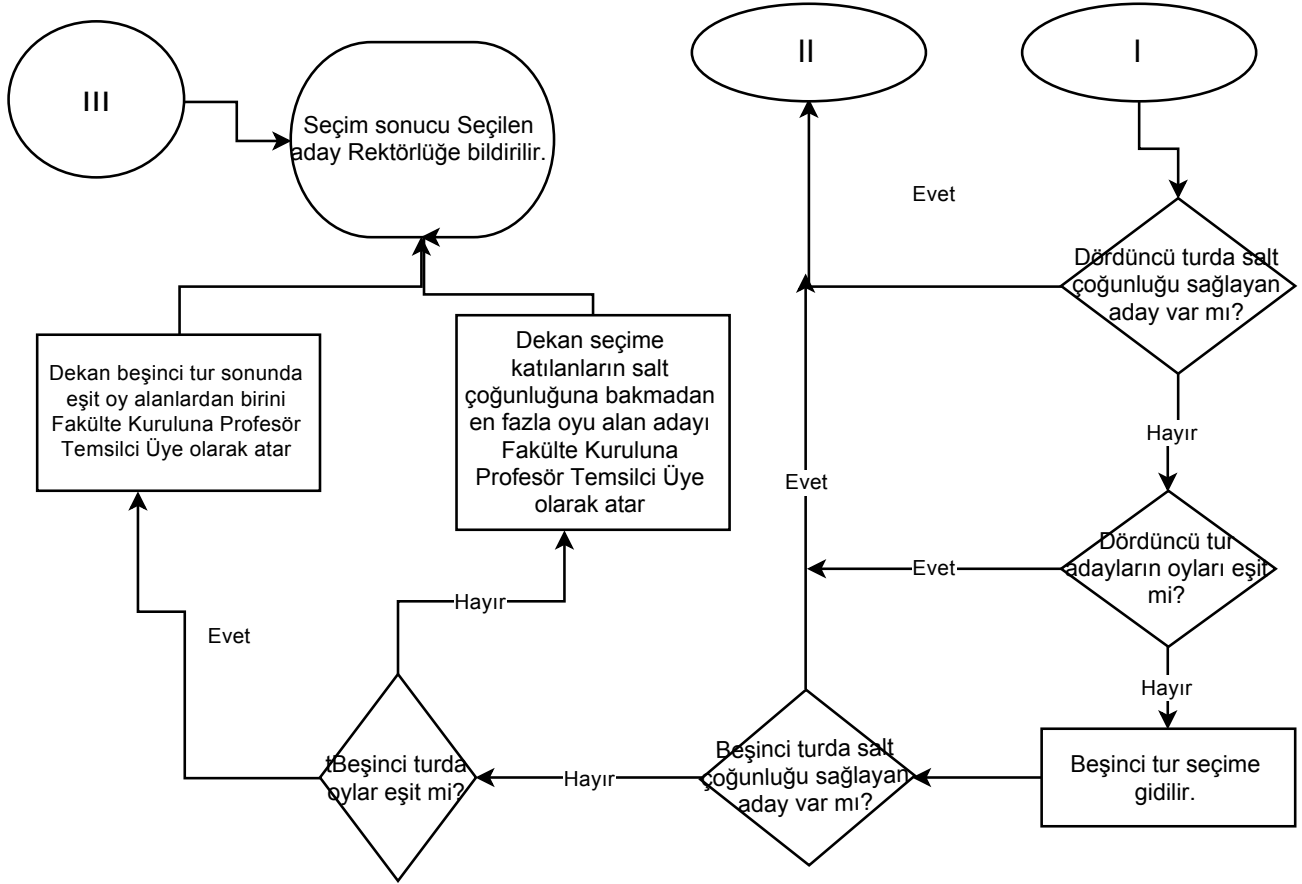 III
II
I
Seçim sonucu Seçilen
aday Rektörlüğe bildirilir.
Evet
Dördüncü turda salt
çoğunluğu sağlayan
aday var mı?
Dekan beşinci tur sonunda
eşit oy alanlardan birini
Fakülte Kuruluna Profesör
Temsilci Üye olarak atar
Dekan seçime
katılanların salt
çoğunluğuna bakmadan
en fazla oyu alan adayı
Fakülte Kuruluna
Profesör Temsilci Üye
olarak atar
Hayır
Evet
Dördüncü tur
adayların oyları eşit
mi?
Evet
Hayır
Evet
Hayır
Beşinci tur seçime
gidilir.
Beşinci turda salt
çoğunluğu sağlayan
aday var mı?
Hayır
tBeşinci turda
oylar eşit mi?